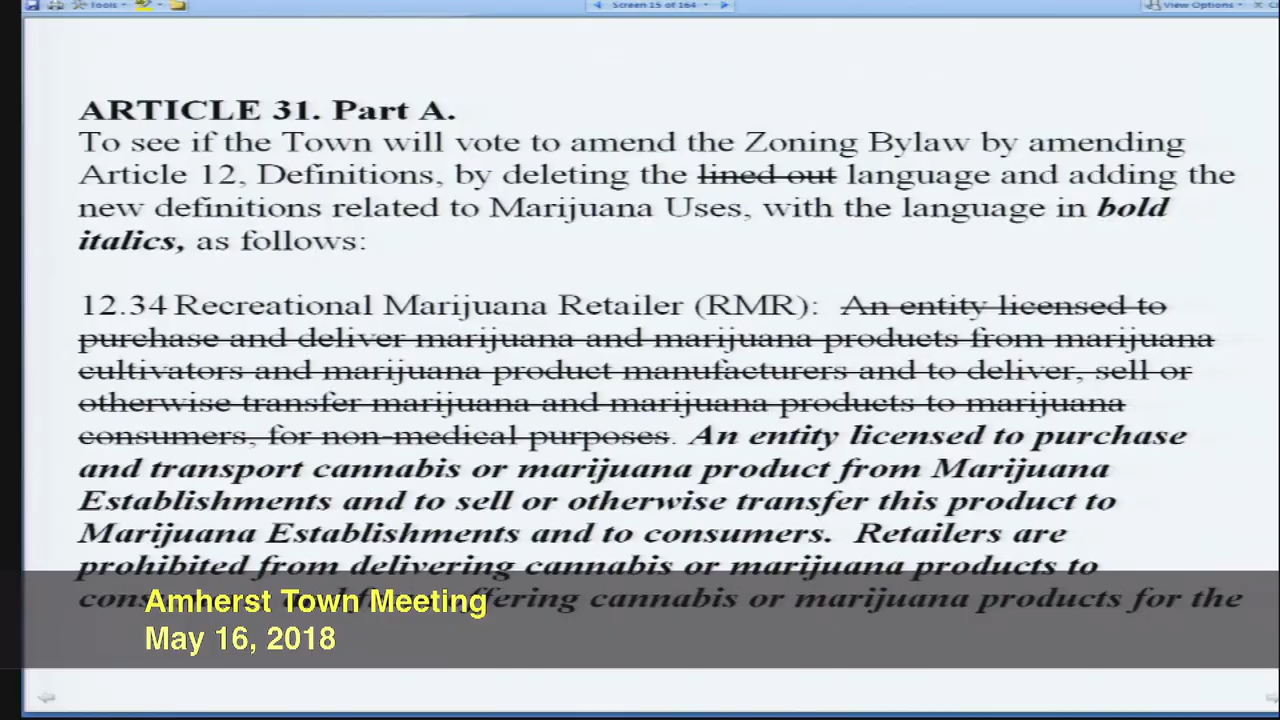 Tools
Screen 15 of 164
View Options
ARTICLE 31. Part A.
To see if the Town will vote to amend the Zoning Bylaw by amending
Article 12, Definitions, by deleting the lined out language and adding the
new definitions related to Marijuana Uses, with the language in bold
italics, as follows:
12.34 Recreational Marijuana Retailer (RMR): An entity licensed to
purchase and deliver marijuana and marijuana products from marijuana
cultivators and marijuana product manufacturers and to deliver, sell or
otherwise transfer marijuana and marijuana products to marijuana
consumers, for non-medical purposes. An entity licensed to purchase
and transport cannabis or marijuana product from Marijuana
Establishments and to sell or otherwise transfer this product to
Marijuana Establishments and to consumers. Retailers are
prohibited from delivering cannabis or marijuana products to
cannabis or marijuana products for the
Amherst Town Meeting
May 16, 2018